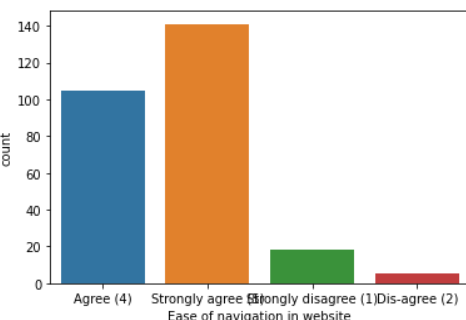 140
120
100
80
60
40
20
0
count
Agree (4) Strongly agree Strongly disagree (1) Dis-agree (2)
Ease of navigation in website